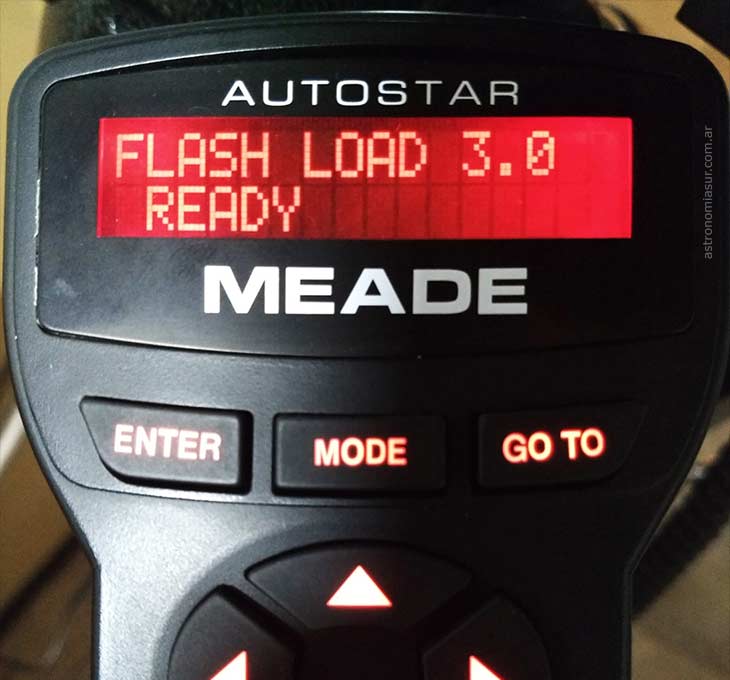 AUTOSTAR
FLASH LOAD 3.0
READY
MEADE
ENTER
MODE
GO TO
astronomiasur.com.ar